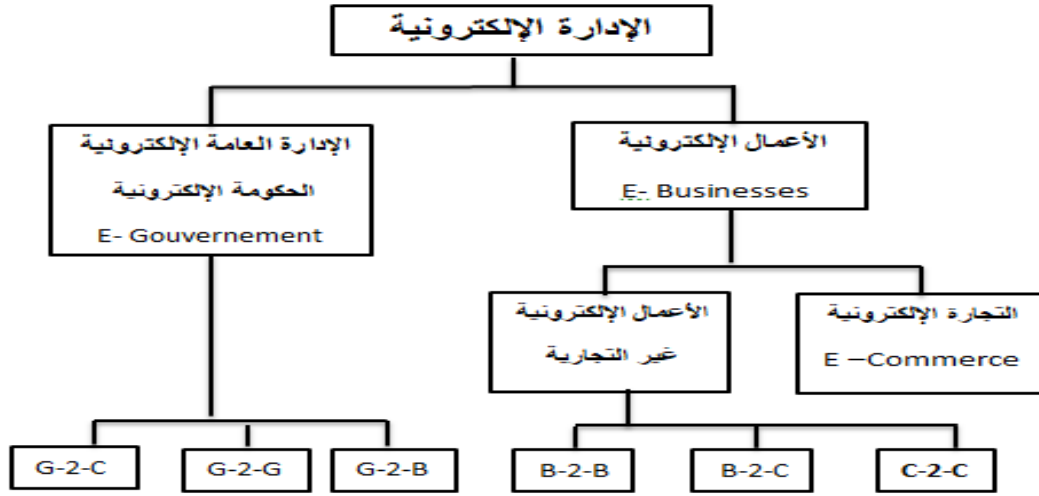 الإدارة الإلكترونية
الأعمال الإلكترونية
E- Businesses
الإدارة العامة الإلكترونية
الحكومة الإلكترونية
E- Gouvernement
التجارة الإلكترونية
E –Commerce
الأعمال الإلكترونية
غير التجارية
G-2-C
G-2-G
G-2-B
B-2-B
B-2-C
C-2-C